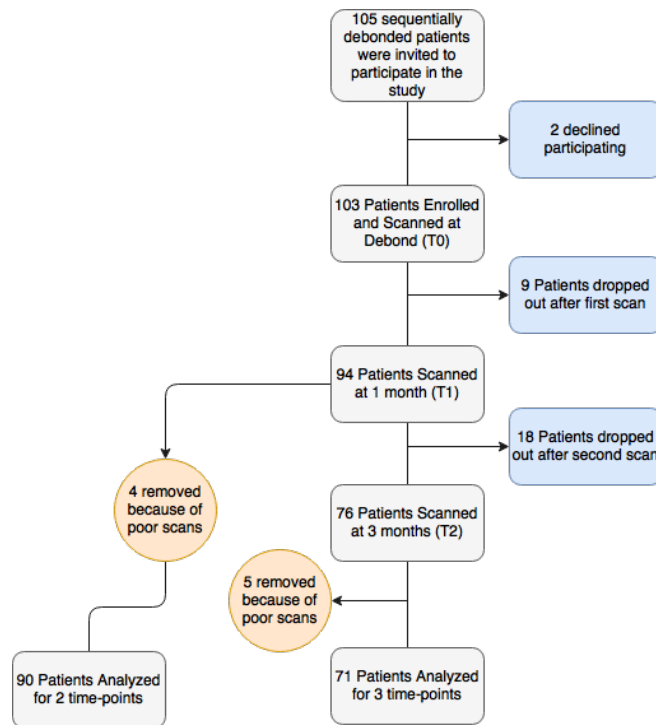 105 sequentially
debonded patients
were invited to
participate in the
study
2 declined
participating
103 Patients Enrolled
and Scanned at
Debond (T0)
9 Patients dropped
out after first scan
94 Patients Scanned
at 1 month (T1)
18 Patients dropped
out after second scan
4 removed
because of
poor scans
76 Patients Scanned
at 3 months (T2)
5 removed
because of
poor scans
90 Patients Analyzed
for 2 time-points
71 Patients Analyzed
for 3 time-points